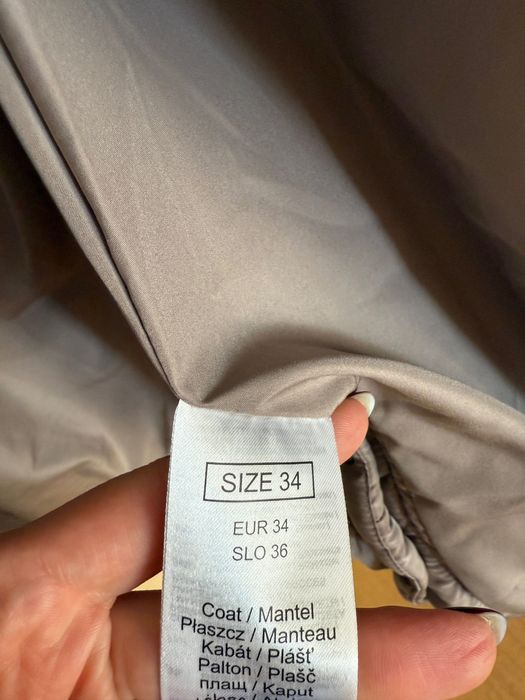 SIZE 34
EUR 34
SLO 36
Coat / Mantel
Płaszcz / Manteau
Kabát / Plášť
Palton / Plašč
плащ / Kaput